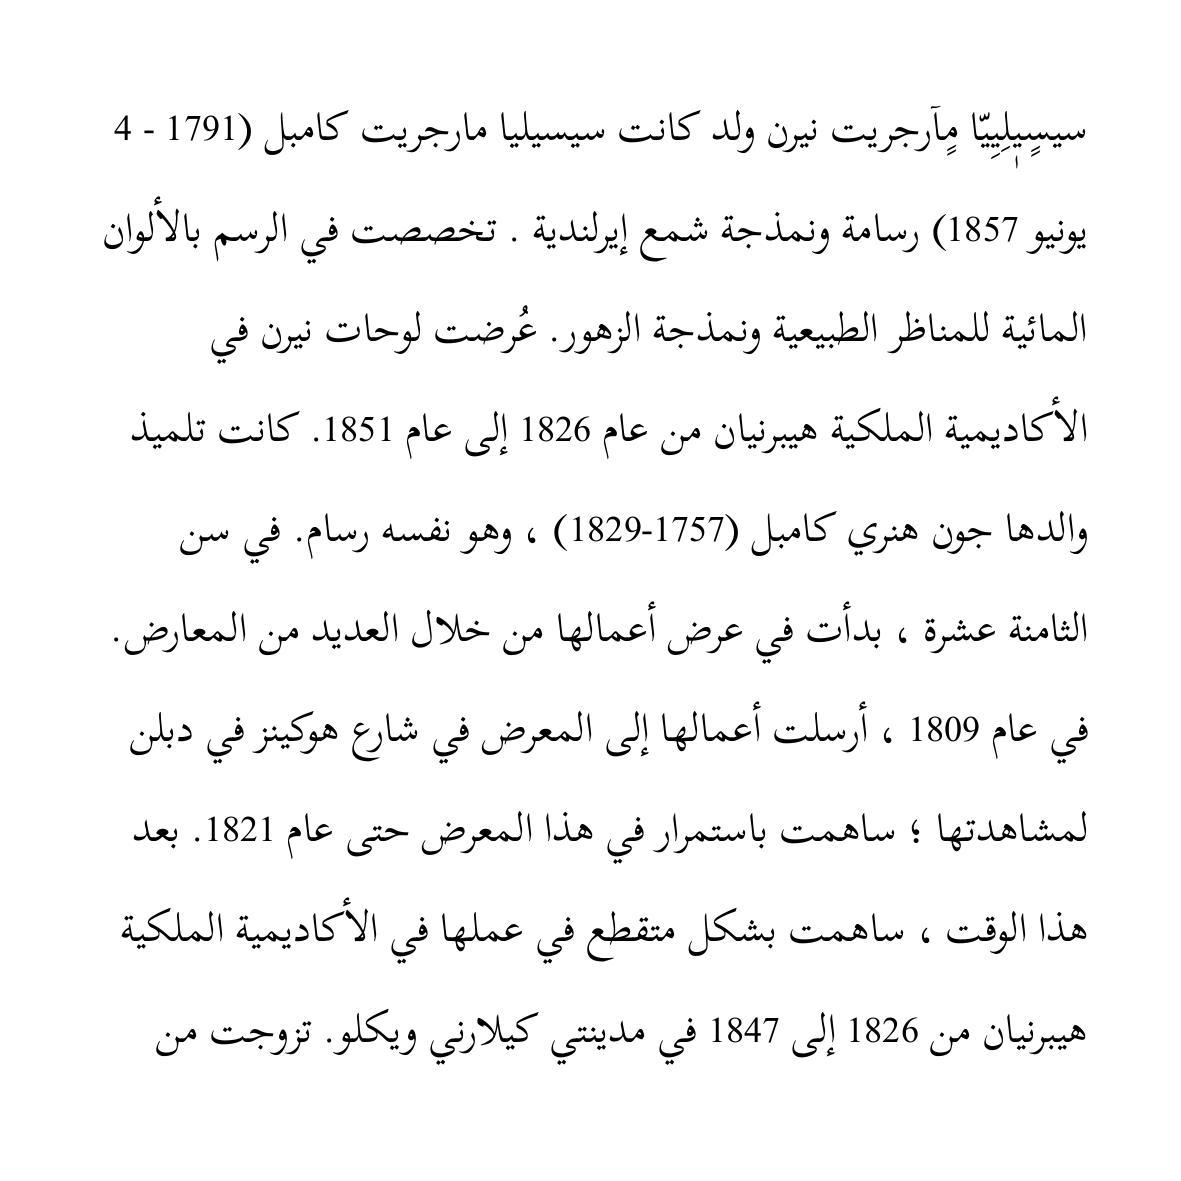 سيسٍيٖلِيِيّا مٍآرجريت نيرن ولد كانت سيسيليا مارجريت كامبل (1791 - 4
يونيو 1857) رسامة ونمذجة شمع إيرلندية . تخصصت في الرسم بالألوان
المائية للمناظر الطبيعية ونمذجة الزهور. عُرضت لوحات نيرن في
الأكاديمية الملكية هيبرنيان من عام 1826 إلى عام 1851. كانت تلميذ
والدها جون هنري كامبل (1757-1829) ، وهو نفسه رسام. في سن
الثامنة عشرة ، بدأت في عرض أعمالها من خلال العديد من المعارض.
في عام 1809 ، أرسلت أعمالها إلى المعرض في شارع هوكينز في دبلن
لمشاهدتها ؛ ساهمت باستمرار في هذا المعرض حتى عام 1821. بعد
هذا الوقت ، ساهمت بشكل متقطع في عملها في الأكاديمية الملكية
هيبرنيان من 1826 إلى 1847 في مدينتي كيلارني ويكلو. تزوجت من